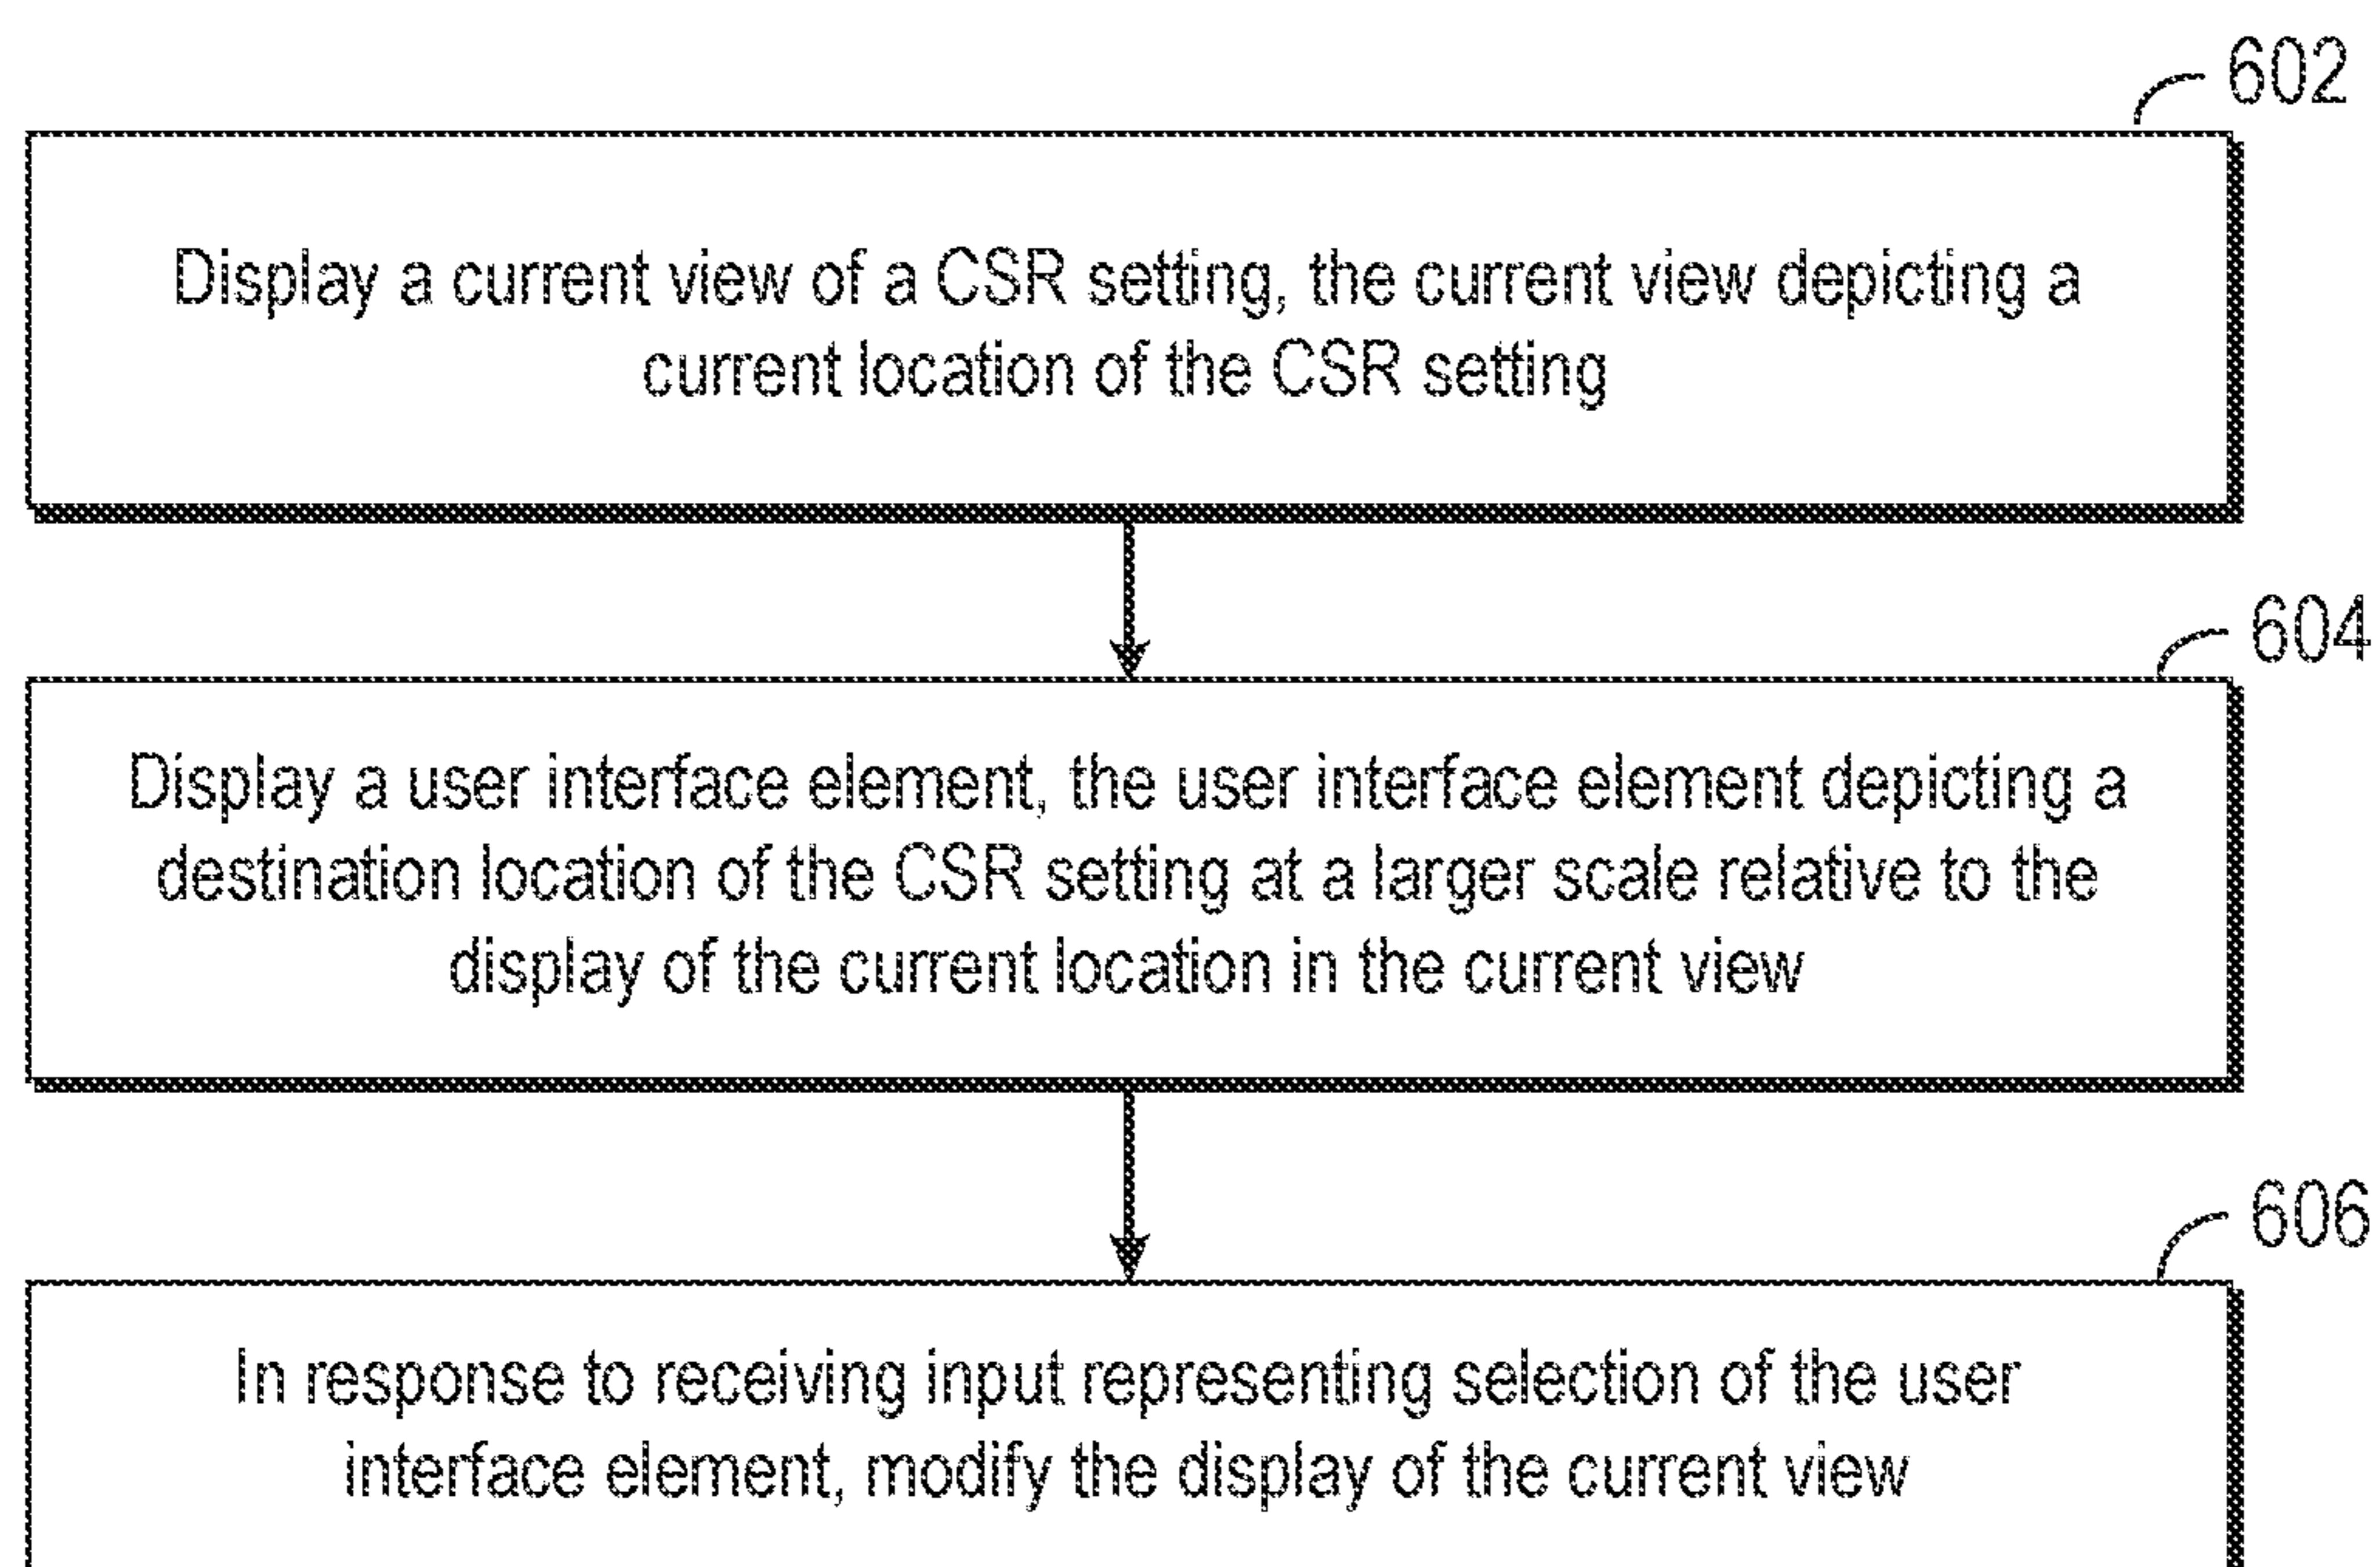 602
Display a current view of a CSR setting, the current view depicting a
current location of the CSR setting
604
Display a user interface element, the user interface element depicting a
destination location of the CSR setting at a larger scale relative to the
display of the current location in the current view
606
In response to receiving input representing selection of the user
interface element, modify the display of the current view